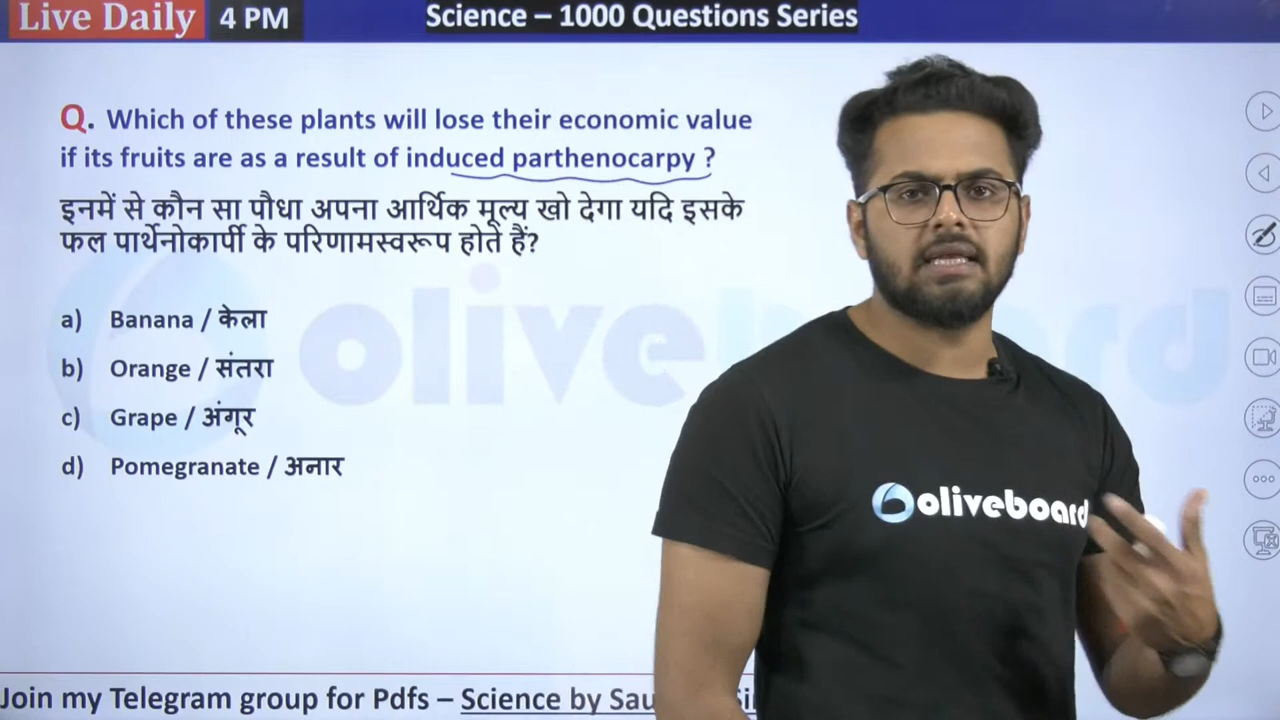 Live Daily 4 PM
Science – 1000 Questions Series
Q. Which of these plants will lose their economic value
if its fruits are as a result of induced parthenocarpy ?
इनमें से कौन सा पौधा अपना आर्थिक मूल्य खो देगा यदि इसके
फल पार्थेनोकार्पी के परिणामस्वरूप होते हैं?
a) Banana / केला
b) Orange / संतरा
c) Grape / अंगूर
d) Pomegranate / अनार
oliveboard
oliveboard
Join my Telegram group for Pdfs – Science by